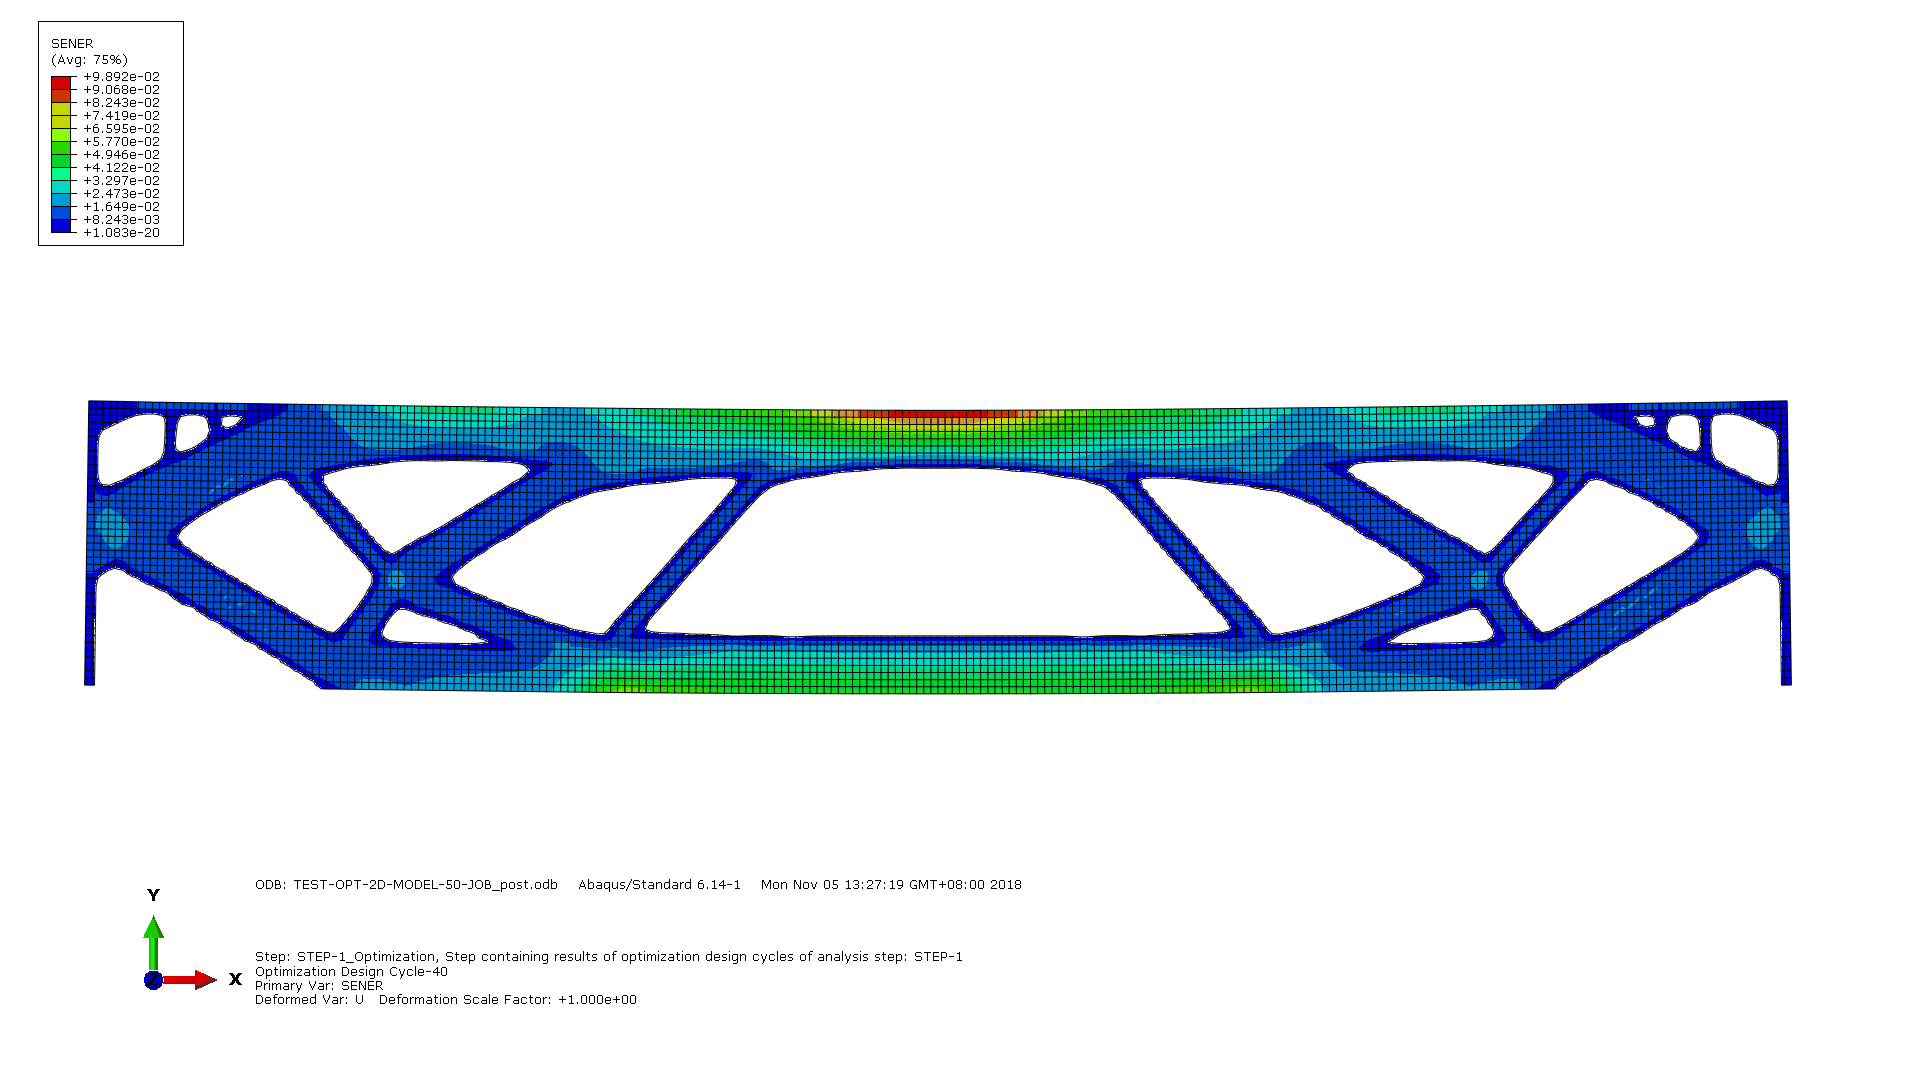 SENER
(Avg: 75%)
+9.892e-02
+9.068e-02
+8.243e-02
+7.419e-02
+6.595e-02
+5.770e-02
+4.946e-02
+4.122e-02
+3.297e-02
+2.473e-02
+1.649e-02
+8.243e-03
+1.083e-20
ODB: TEST-OPT-2D-MODEL-50-JOB_post.odb Abaqus/Standard 6.14-1 Mon Nov 05 13:27:19 GMT+08:00 2018
Y
Z
X
Step: STEP-1_Optimization, Step containing results of optimization design cycles of analysis step: STEP-1
Optimization Design Cycle-40
Primary Var: SENER
Deformed Var: U Deformation Scale Factor: +1.000e+00